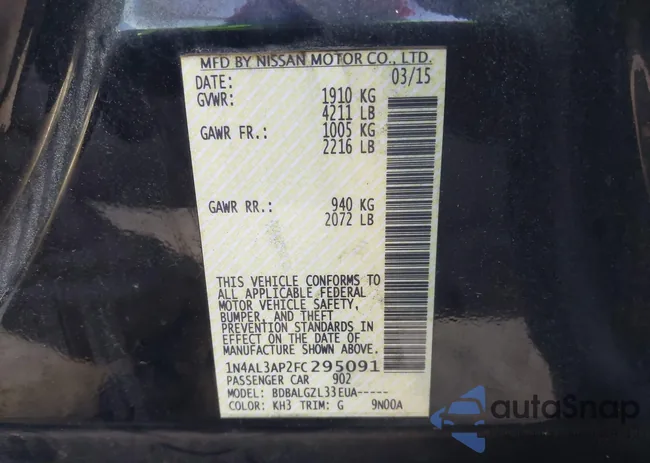 MFD BY NISSAN MOTOR CO., LTD.
DATE: 03/15
GVWR: 1910 KG
4211 LB
GAWR FR.: 1005 KG
2216 LB
GAWR RR.: 940 KG
2072 LB
THIS VEHICLE CONFORMS TO
ALL APPLICABLE FEDERAL
MOTOR VEHICLE SAFETY,
BUMPER, AND THEFT
PREVENTION STANDARDS IN
EFFECT ON THE DATE OF
MANUFACTURE SHOWN ABOVE.
1N4AL3AP2FC295091
PASSENGER CAR 902
MODEL: BDBALGZL33EUA-----
COLOR: KH3 TRIM: G 9N00A
autoSnap